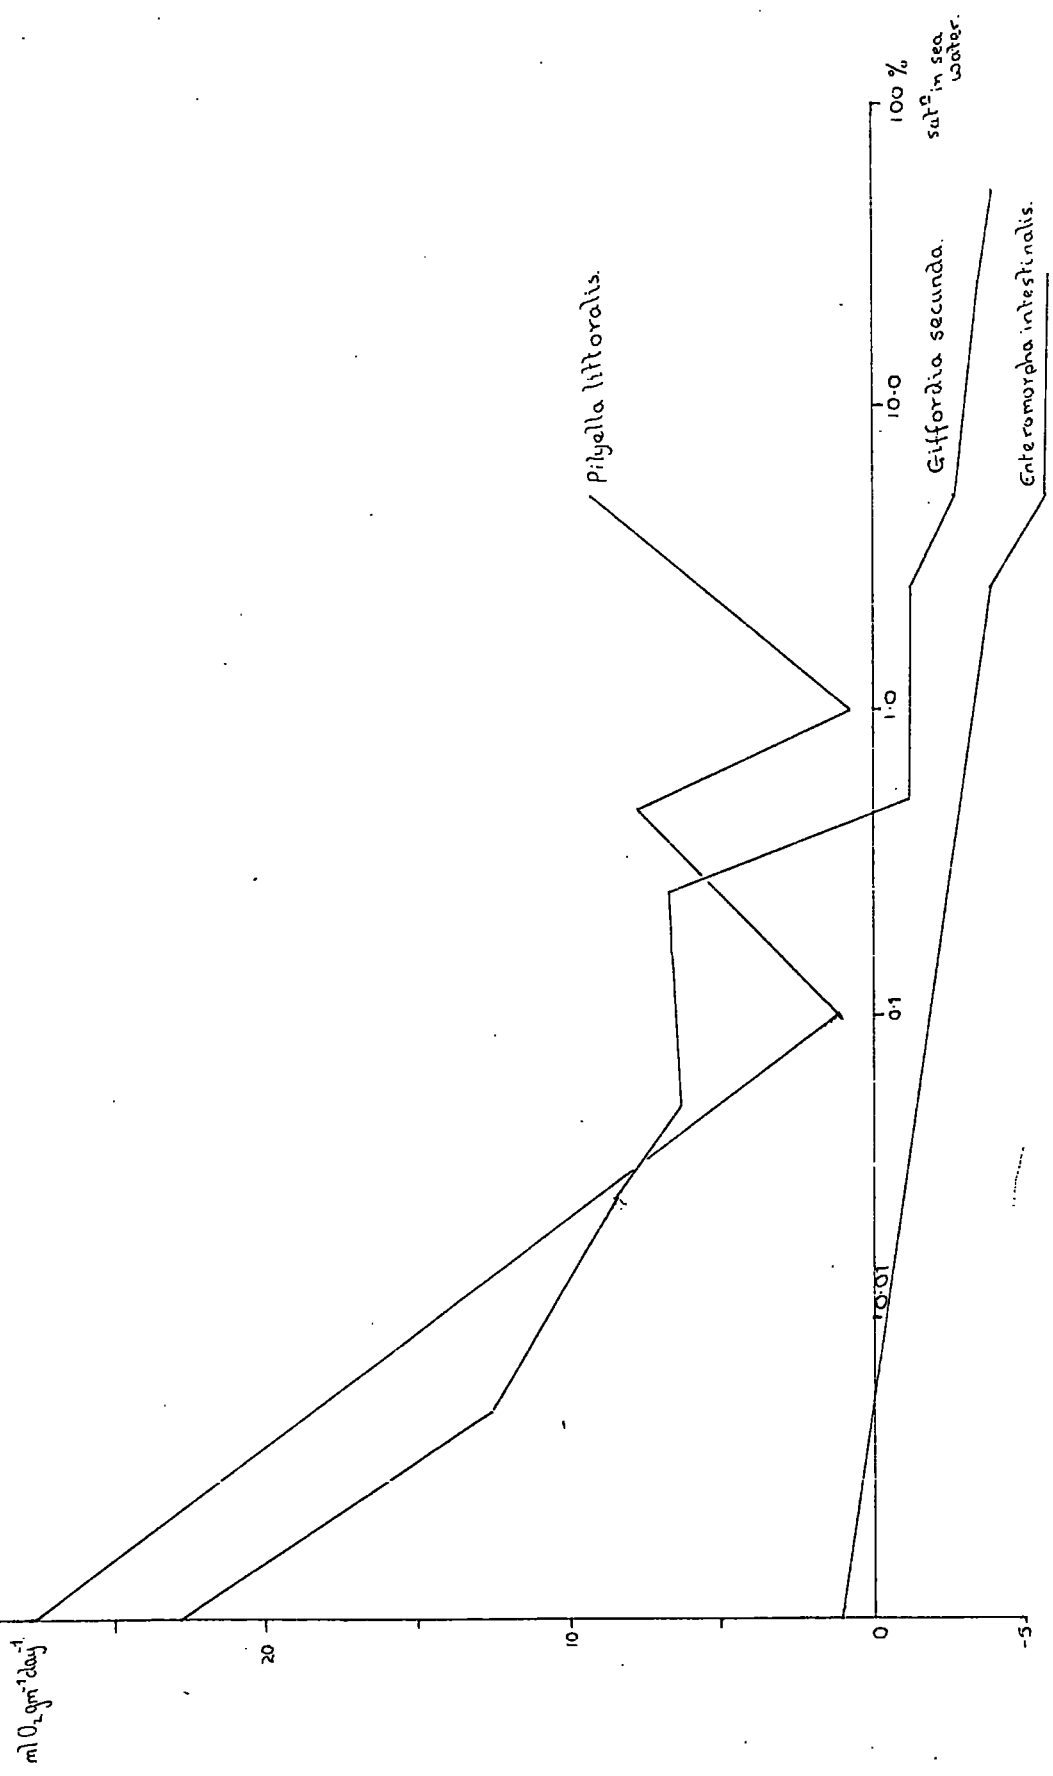 ml O₂ gm⁻¹ day⁻¹.
20
10
0
-5
0·01
0·1
1·0
10·0
100 %
satⁿ in sea
water.
Pilyella littoralis.
Giffordia secunda.
Enteromorpha intestinalis.